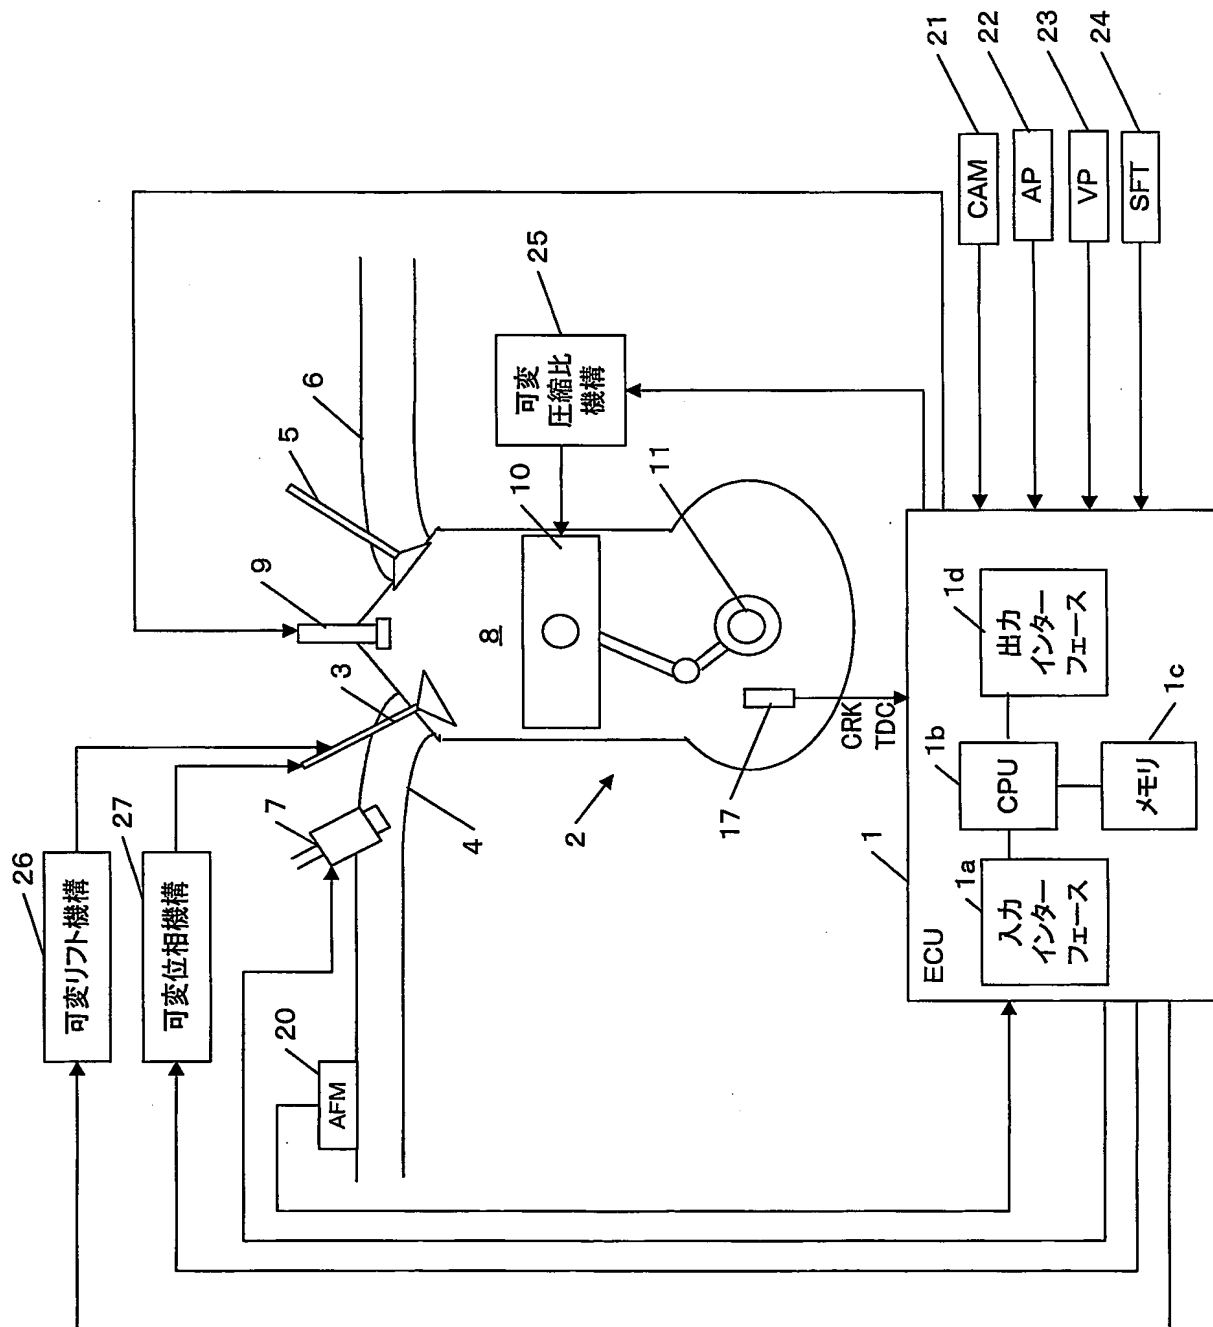 26
可変リフト機構
27
可変位相機構
20
AFM
7
3
9
5
6
4
8
10
25
可変
圧縮比
機構
2
11
17
CRK
TDC
1
ECU
1a
入力
インター
フェース
1b
CPU
1c
メモリ
1d
出力
インター
フェース
CAM
21
AP
22
VP
23
SFT
24